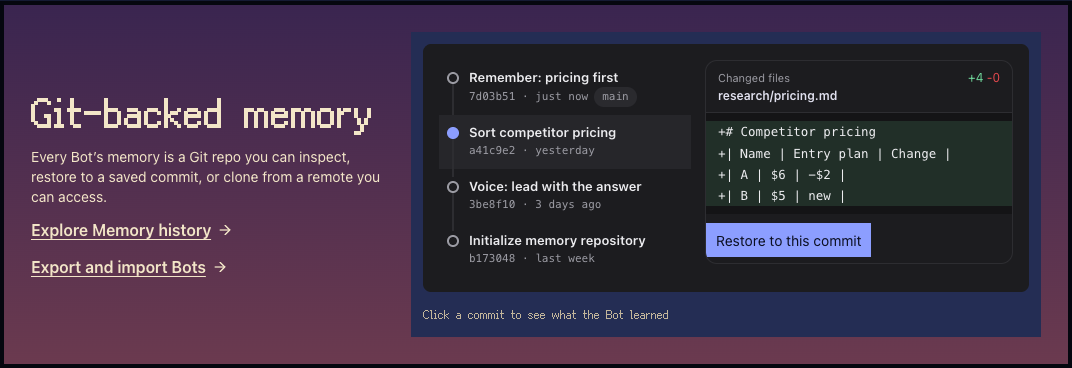 Git-backed memory
Every Bot's memory is a Git repo you can inspect,
restore to a saved commit, or clone from a remote you
can access.
Explore Memory history →
Export and import Bots →
Remember: pricing first
7d03b51 · just now main
Sort competitor pricing
a41c9e2 · yesterday
Voice: lead with the answer
3be8f10 · 3 days ago
Initialize memory repository
b173048 · last week
Changed files +4 -0
research/pricing.md
+# Competitor pricing
+| Name | Entry plan | Change |
+| A | $6 | −$2 |
+| B | $5 | new |
Restore to this commit
Click a commit to see what the Bot learned